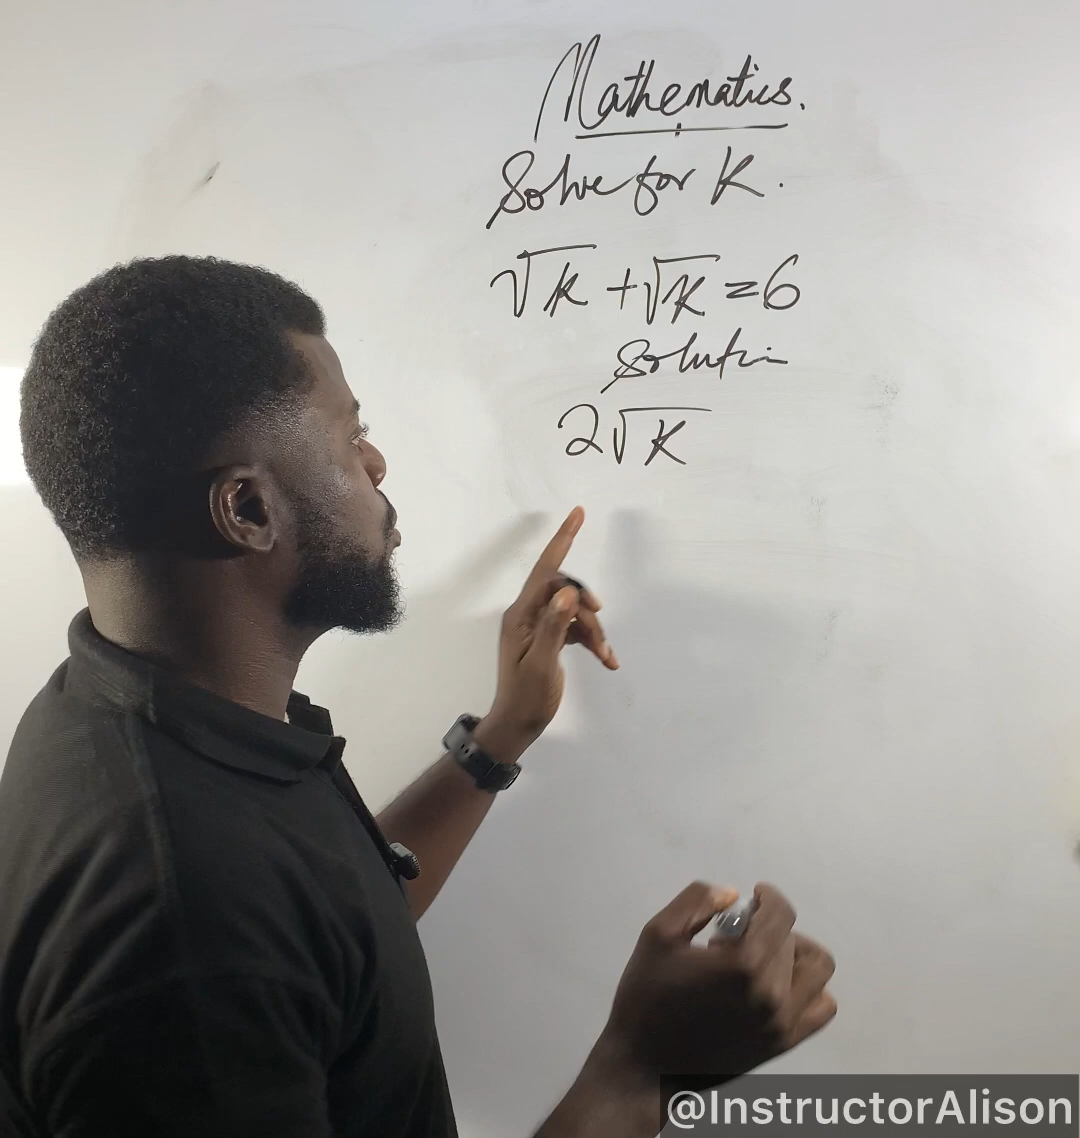 Mathematics.
Solve for K.
√K + √K = 6
Solution
2√K
@InstructorAlison